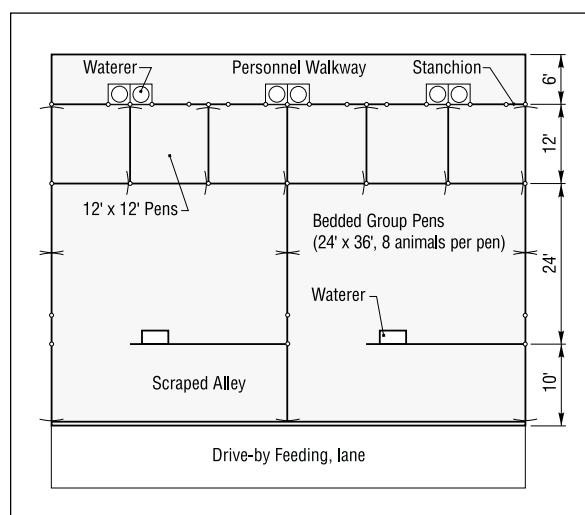 Waterer
Personnel Walkway
Stanchion
6'
12'
12' x 12' Pens
Bedded Group Pens
(24' x 36', 8 animals per pen)
24'
Waterer
Scraped Alley
10'
Drive-by Feeding, lane